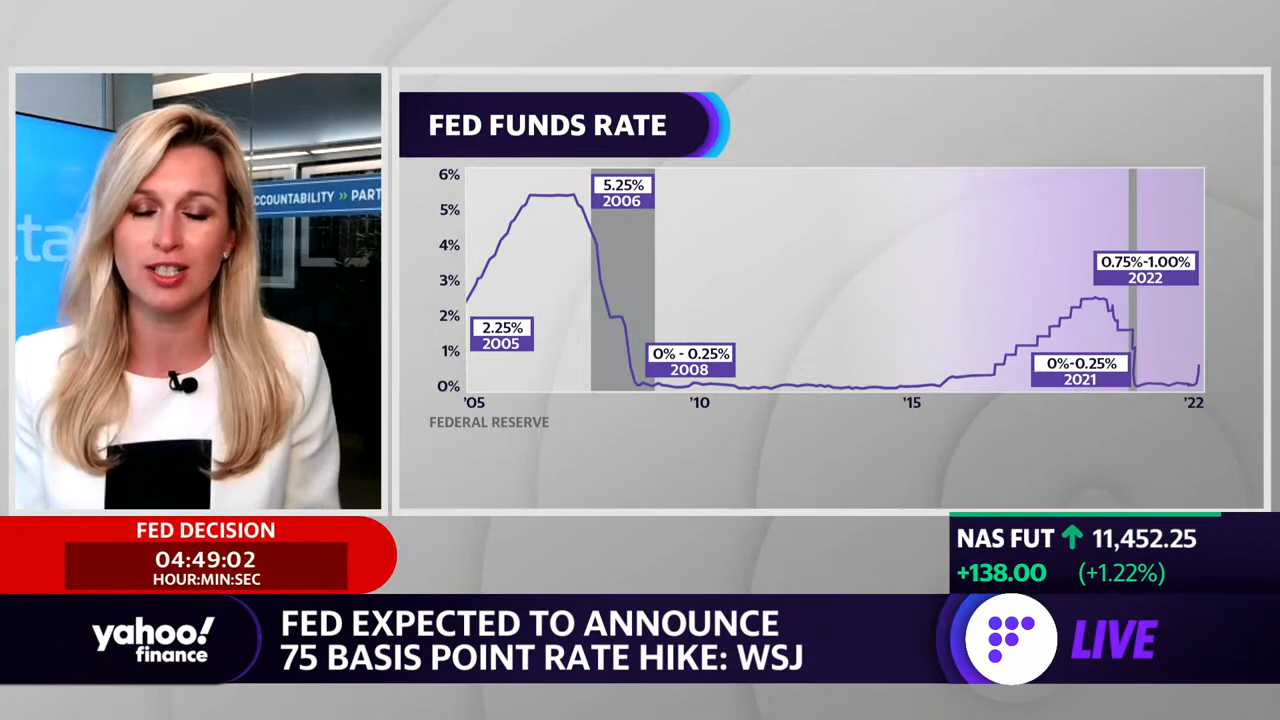 ta
CCOUNTABILITY » PART
FED FUNDS RATE
6%
5%
4%
3%
2%
1%
0%
5.25%
2006
2.25%
2005
0% - 0.25%
2008
0.75%-1.00%
2022
0%-0.25%
2021
'05
'10
'15
'22
FEDERAL RESERVE
FED DECISION
04:49:02
HOUR:MIN:SEC
NAS FUT 11,452.25
+138.00 (+1.22%)
yahoo!
finance
FED EXPECTED TO ANNOUNCE
75 BASIS POINT RATE HIKE: WSJ
LIVE